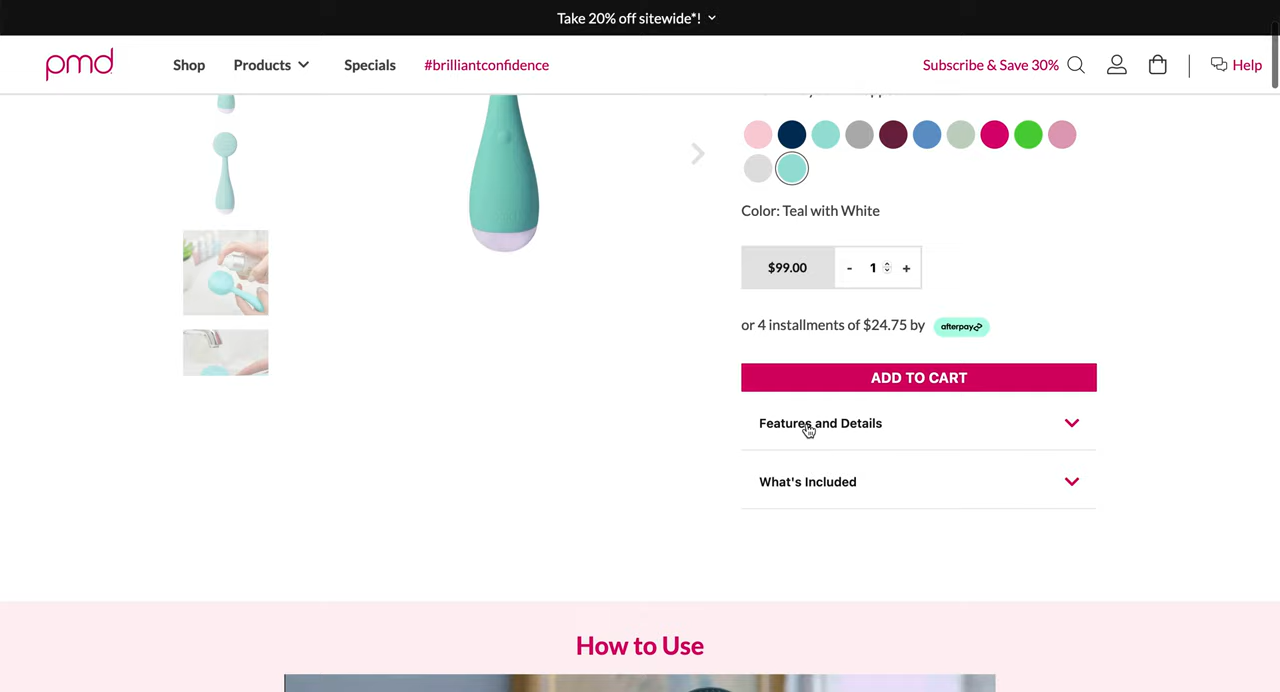 Take 20% off sitewide*!
pmd
Shop
Products
Specials
#brilliantconfidence
Subscribe & Save 30%
Help
Color: Teal with White
$99.00
- 1 +
or 4 installments of $24.75 by afterpay
ADD TO CART
Features and Details
What's Included
How to Use